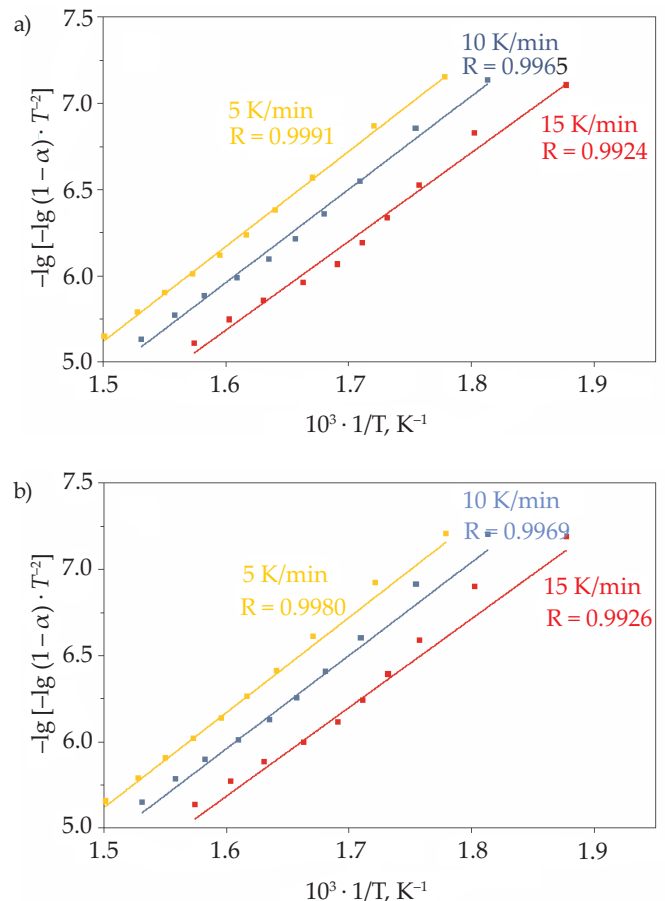 a)
7.5
7.0
6.5
6.0
5.5
5.0
−lg [−lg (1 − α) · T⁻²]
10 K/min
R = 0.9965
5 K/min
R = 0.9991
15 K/min
R = 0.9924
1.5 1.6 1.7 1.8 1.9
10³ · 1/T, K⁻¹
b)
7.5
7.0
6.5
6.0
5.5
5.0
−lg [−lg (1 − α) · T⁻²]
10 K/min
R = 0.9969
5 K/min
R = 0.9980
15 K/min
R = 0.9926
1.5 1.6 1.7 1.8 1.9
10³ · 1/T, K⁻¹